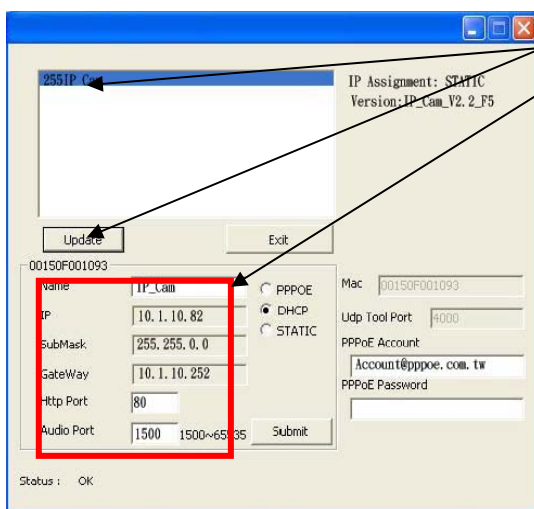 255IP Cam
IP Assignment: STATIC
Version:IP_Cam_V2.2_F5
Update
Exit
00150F001093
Name IP_Cam
IP 10.1.10.82
SubMask 255.255.0.0
GateWay 10.1.10.252
Http Port 80
Audio Port 1500 1500~65535
PPPOE
DHCP
STATIC
Submit
Mac 00150F001093
Udp Tool Port 4000
PPPoE Account
Account@pppoe.com.tw
PPPoE Password
Status : OK